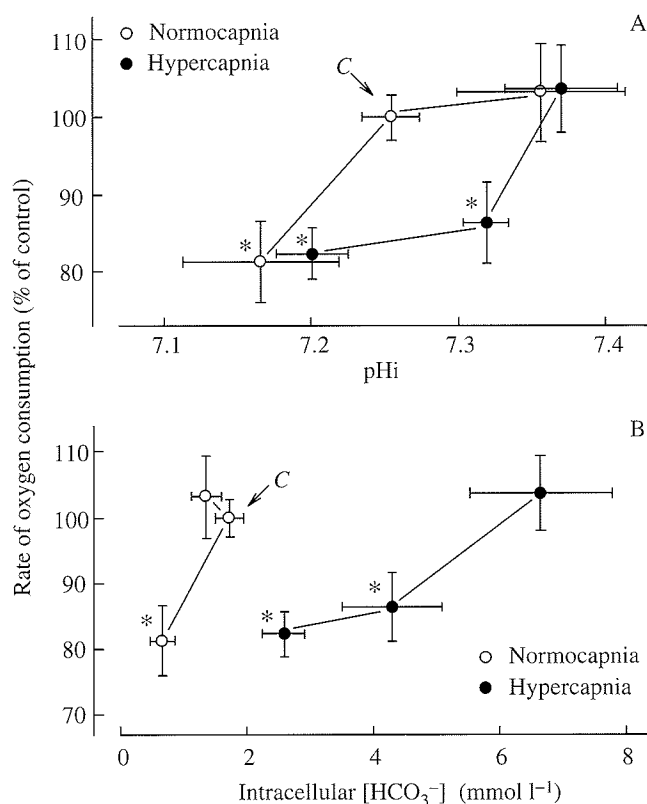 A
○ Normocapnia
● Hypercapnia
C
110
100
90
80
*
*
*
7.1 7.2 7.3 7.4
pHi
Rate of oxygen consumption (% of control)
B
110
100
90
80
70
C
*
*
*
○ Normocapnia
● Hypercapnia
0 2 4 6 8
Intracellular [HCO₃⁻] (mmol l⁻¹)